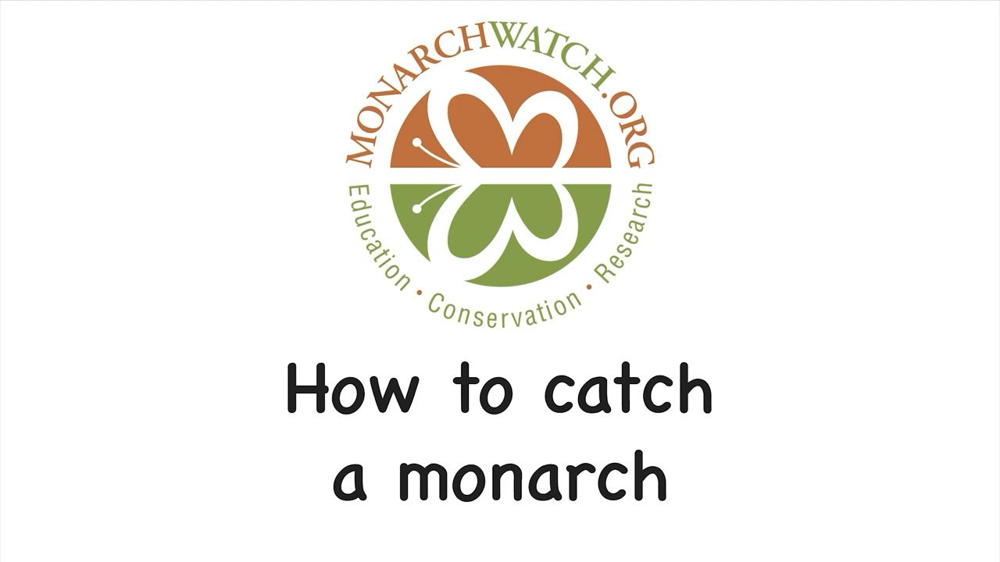 MONARCHWATCH.ORG
Education • Conservation • Research
How to catch
a monarch